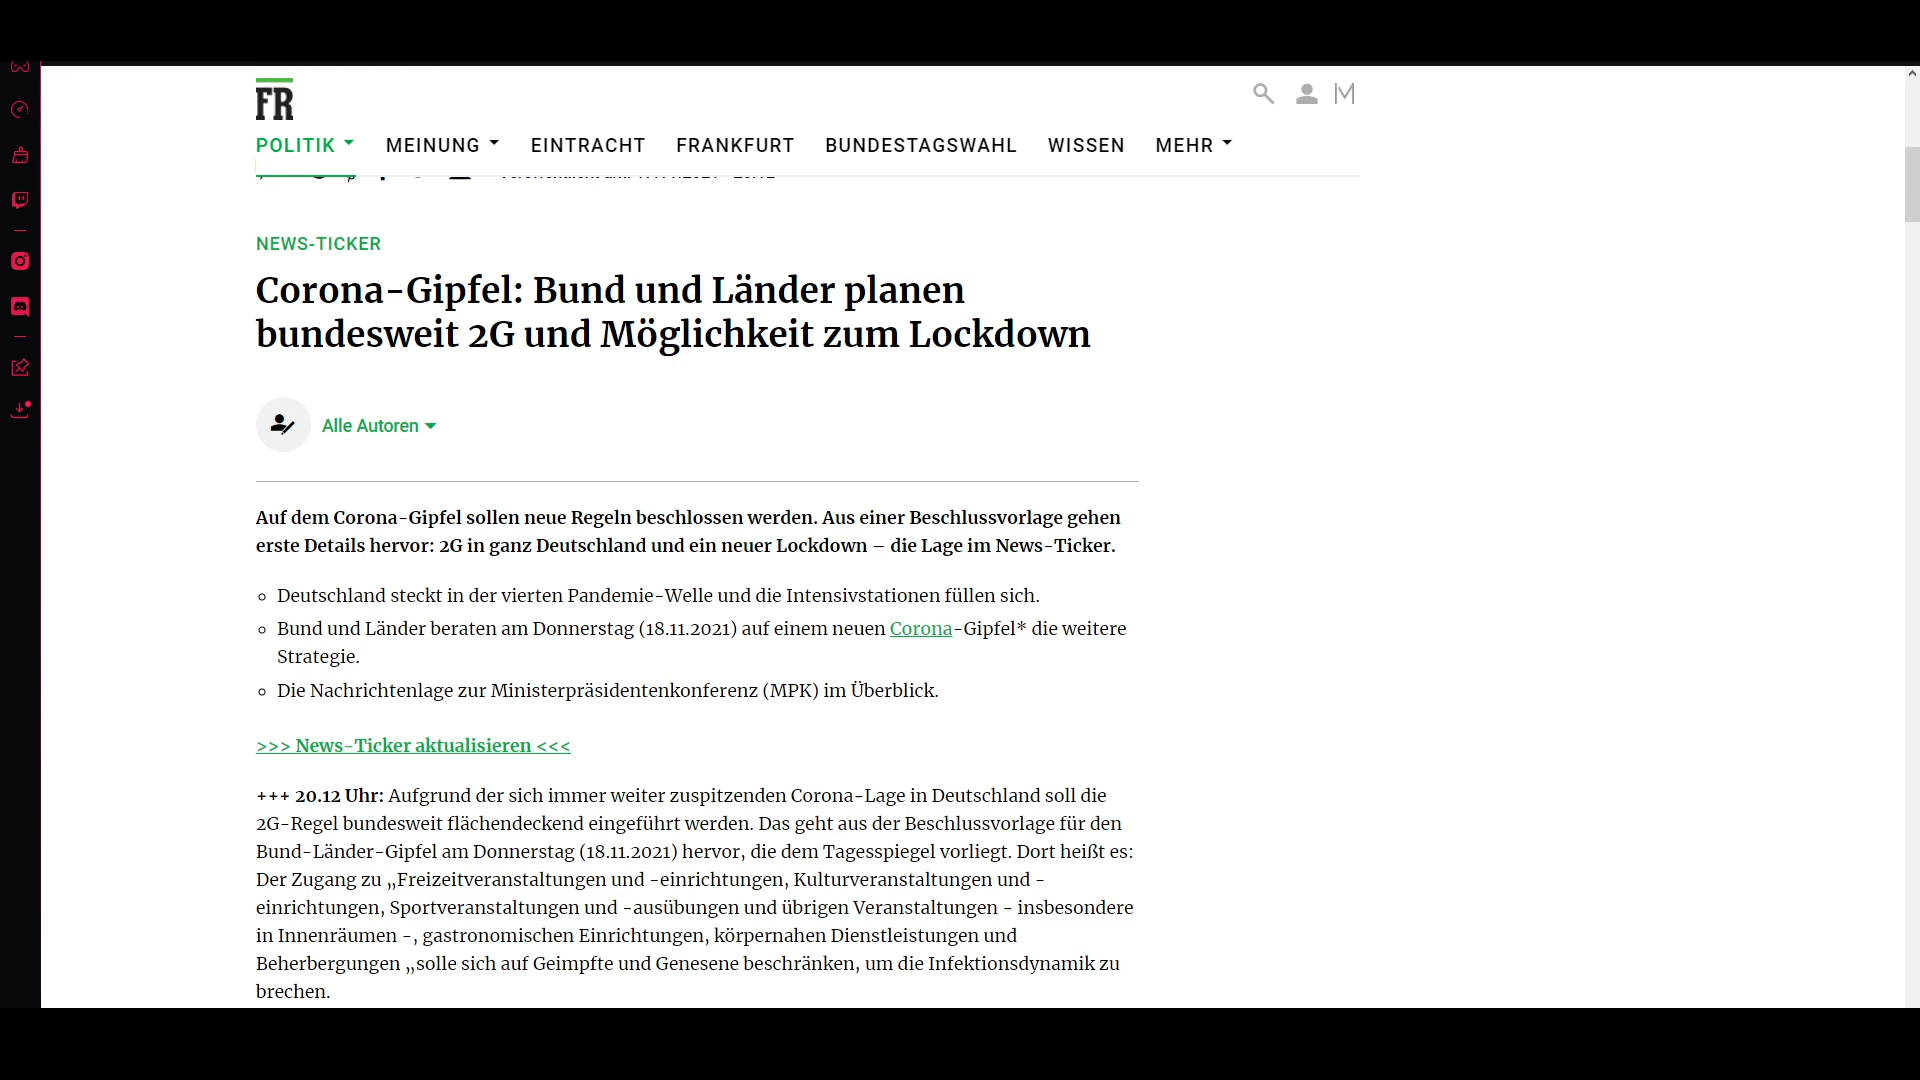 FR
POLITIK MEINUNG EINTRACHT FRANKFURT BUNDESTAGSWAHL WISSEN MEHR
NEWS-TICKER
Corona-Gipfel: Bund und Länder planen
bundesweit 2G und Möglichkeit zum Lockdown
Alle Autoren
Auf dem Corona-Gipfel sollen neue Regeln beschlossen werden. Aus einer Beschlussvorlage gehen
erste Details hervor: 2G in ganz Deutschland und ein neuer Lockdown – die Lage im News-Ticker.
Deutschland steckt in der vierten Pandemie-Welle und die Intensivstationen füllen sich.
Bund und Länder beraten am Donnerstag (18.11.2021) auf einem neuen Corona-Gipfel* die weitere
Strategie.
Die Nachrichtenlage zur Ministerpräsidentenkonferenz (MPK) im Überblick.
>>> News-Ticker aktualisieren <<<
+++ 20.12 Uhr: Aufgrund der sich immer weiter zuspitzenden Corona-Lage in Deutschland soll die
2G-Regel bundesweit flächendeckend eingeführt werden. Das geht aus der Beschlussvorlage für den
Bund-Länder-Gipfel am Donnerstag (18.11.2021) hervor, die dem Tagesspiegel vorliegt. Dort heißt es:
Der Zugang zu „Freizeitveranstaltungen und -einrichtungen, Kulturveranstaltungen und -
einrichtungen, Sportveranstaltungen und -ausübungen und übrigen Veranstaltungen - insbesondere
in Innenräumen -, gastronomischen Einrichtungen, körpernahen Dienstleistungen und
Beherbergungen „solle sich auf Geimpfte und Genesene beschränken, um die Infektionsdynamik zu
brechen.